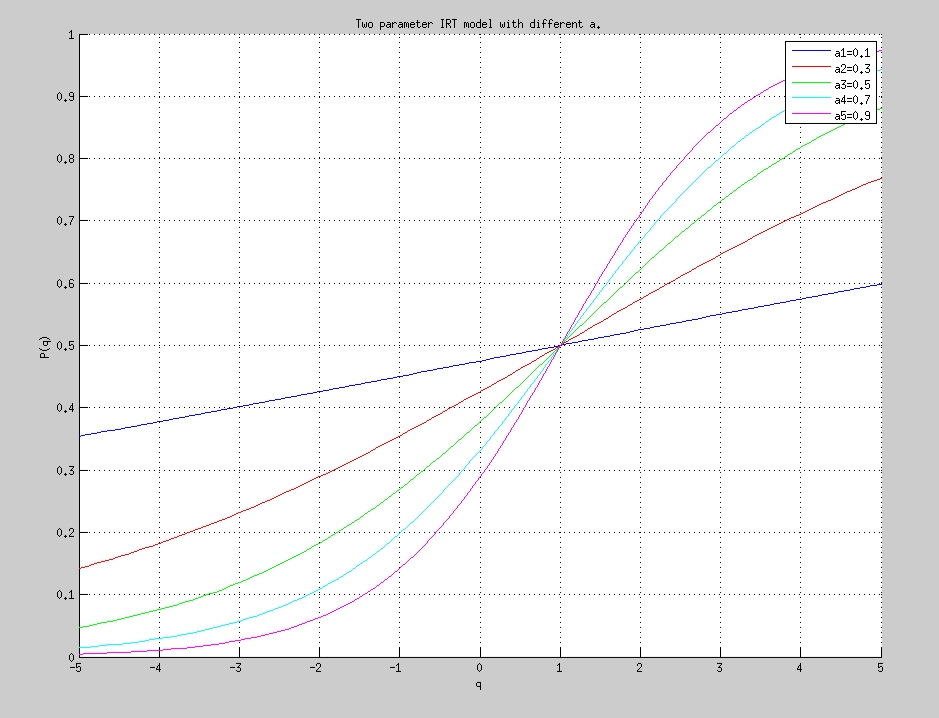 Two parameter IRT model with different a.
1
a1=0.1
a2=0.3
a3=0.5
a4=0.7
a5=0.9
0.9
0.8
0.7
0.6
0.5
P(q)
0.4
0.3
0.2
0.1
0
-5 -4 -3 -2 -1 0 1 2 3 4 5
q